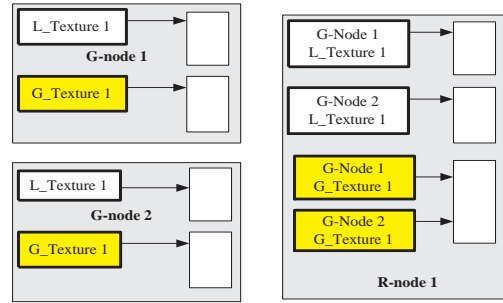 L_Texture 1
G-node 1
G_Texture 1
L_Texture 1
G-node 2
G_Texture 1
G-Node 1
L_Texture 1
G-Node 2
L_Texture 1
G-Node 1
G_Texture 1
G-Node 2
G_Texture 1
R-node 1